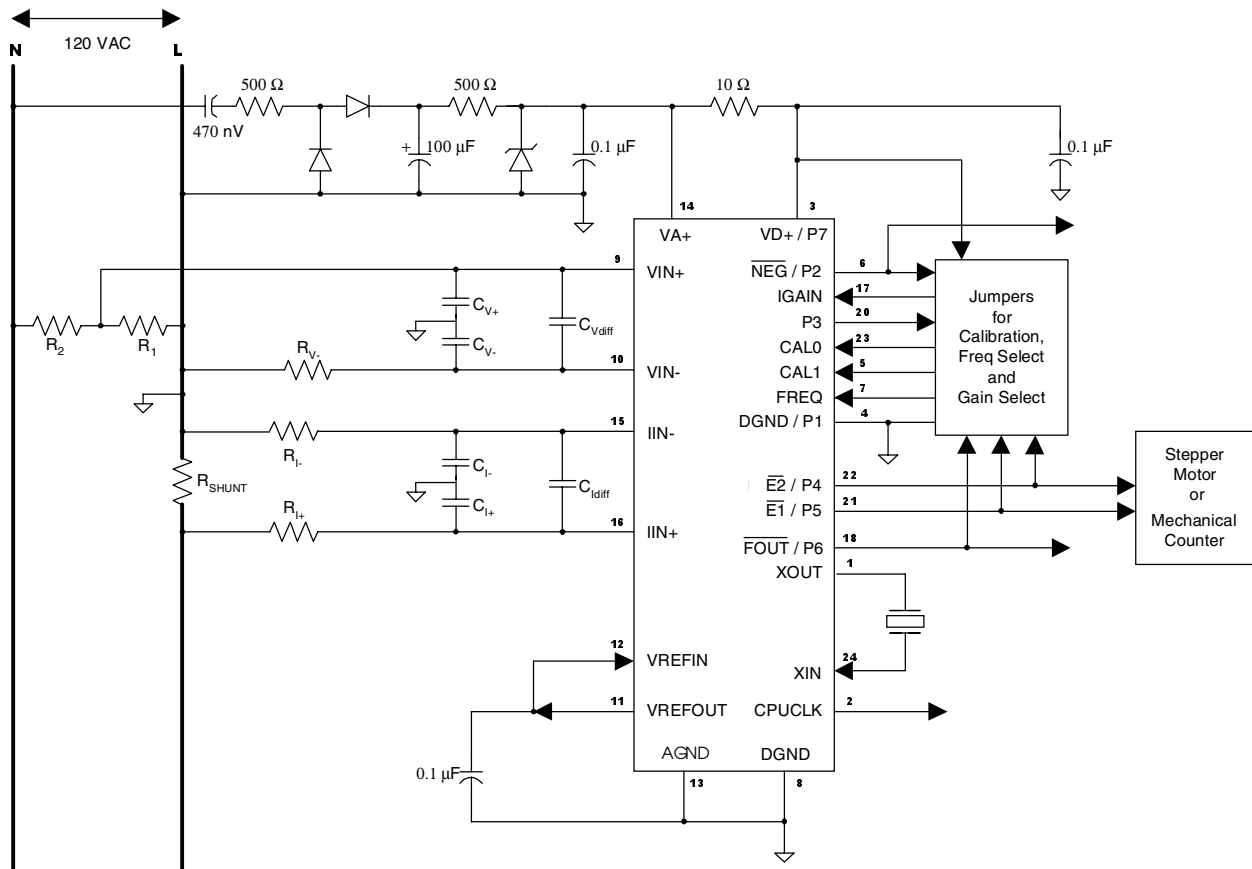 120 VAC
N
L
500 Ω
500 Ω
10 Ω
470 nV
+
100 µF
0.1 µF
0.1 µF
14
3
VA+
VD+ / P7
9
VIN+
NEG / P2
6
IGAIN
17
P3
20
CAL0
23
CAL1
5
FREQ
7
DGND / P1
4
Jumpers
for
Calibration,
Freq Select
and
Gain Select
CV+
CV-
CVdiff
R2
R1
RV-
10
VIN-
15
IIN-
RI-
CI-
CI+
CIdiff
RSHUNT
RI+
16
IIN+
E2 / P4
22
E1 / P5
21
FOUT / P6
18
Stepper
Motor
or
Mechanical
Counter
XOUT
1
12
VREFIN
XIN
24
11
VREFOUT
CPUCLK
2
0.1 µF
AGND
DGND
13
8